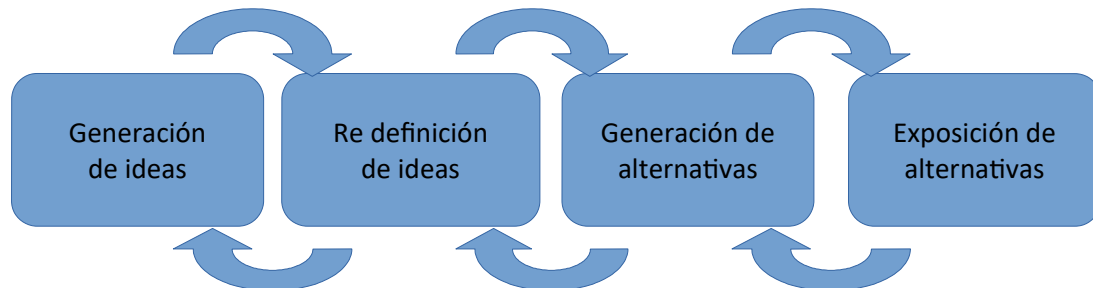 Generación
de ideas
Re definición
de ideas
Generación de
alternativas
Exposición de
alternativas